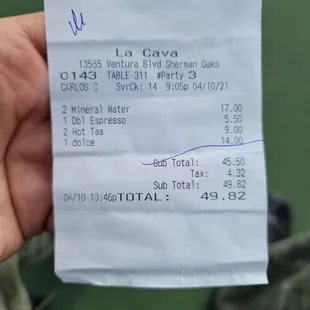 La Cava
13565 Ventura Blvd Sherman Oaks
0143 TABLE 311 #Party 3
CARLOS C SvrCk: 14 9:05p 04/10/21
2 Mineral Water 17.00
1 Dbl Espresso 5.50
2 Hot Tea 9.00
1 dolce 14.00
Sub Total: 45.50
Tax: 4.32
Sub Total: 49.82
04/10 10:46p TOTAL: 49.82